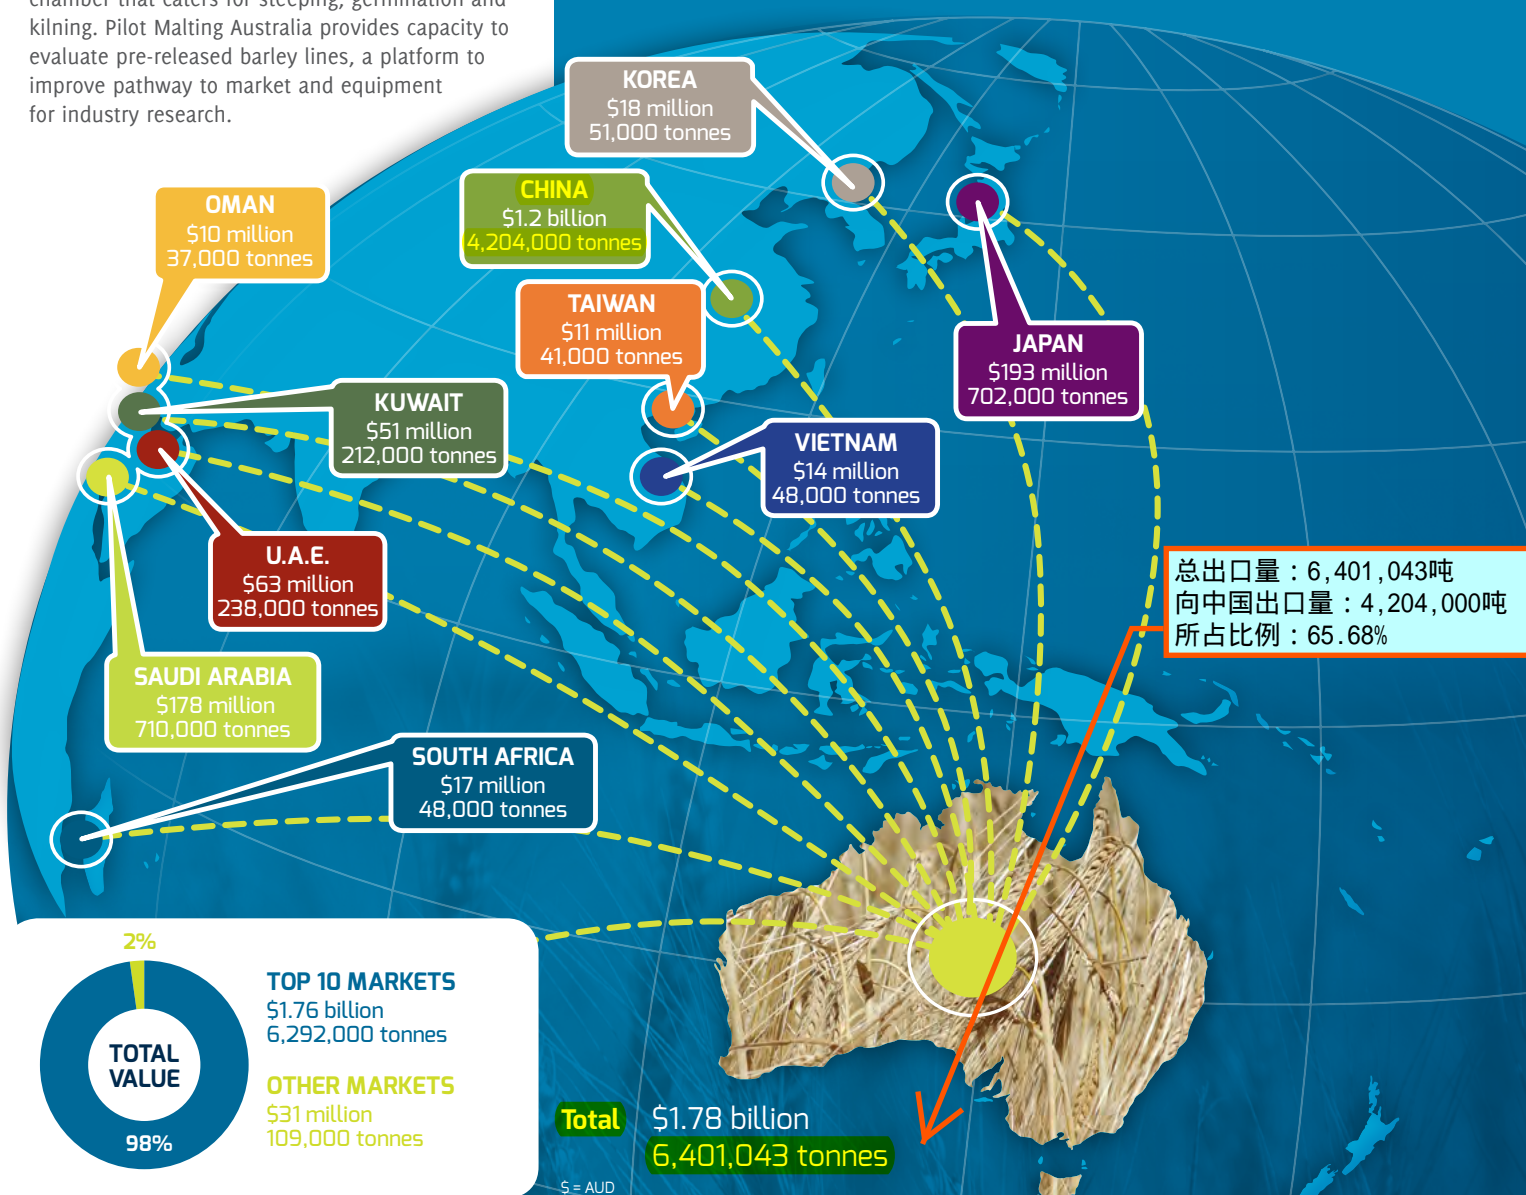 chamber that caters for steeping, germination and
kilning. Pilot Malting Australia provides capacity to
evaluate pre-released barley lines, a platform to
improve pathway to market and equipment
for industry research.
KOREA
$18 million
51,000 tonnes
CHINA
$1.2 billion
4,204,000 tonnes
OMAN
$10 million
37,000 tonnes
TAIWAN
$11 million
41,000 tonnes
JAPAN
$193 million
702,000 tonnes
KUWAIT
$51 million
212,000 tonnes
VIETNAM
$14 million
48,000 tonnes
U.A.E.
$63 million
238,000 tonnes
总出口量：6,401,043吨
向中国出口量：4,204,000吨
所占比例：65.68%
SAUDI ARABIA
$178 million
710,000 tonnes
SOUTH AFRICA
$17 million
48,000 tonnes
2%
TOTAL
VALUE
98%
TOP 10 MARKETS
$1.76 billion
6,292,000 tonnes
OTHER MARKETS
$31 million
109,000 tonnes
Total $1.78 billion
6,401,043 tonnes
$ = AUD